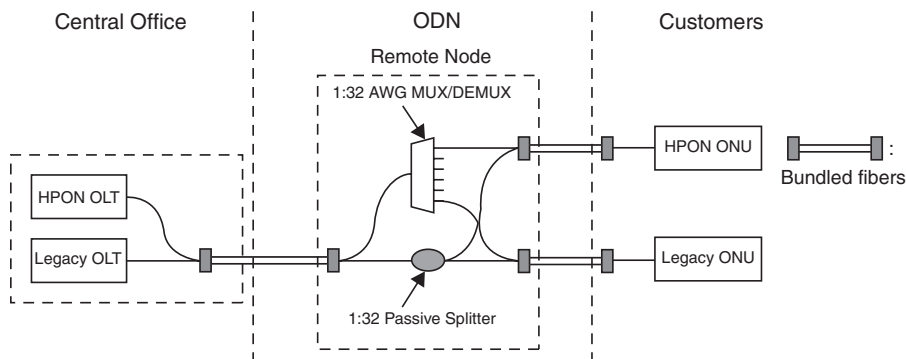 Central Office
ODN
Customers
Remote Node
1:32 AWG MUX/DEMUX
HPON OLT
Legacy OLT
HPON ONU
Legacy ONU
:
Bundled fibers
1:32 Passive Splitter